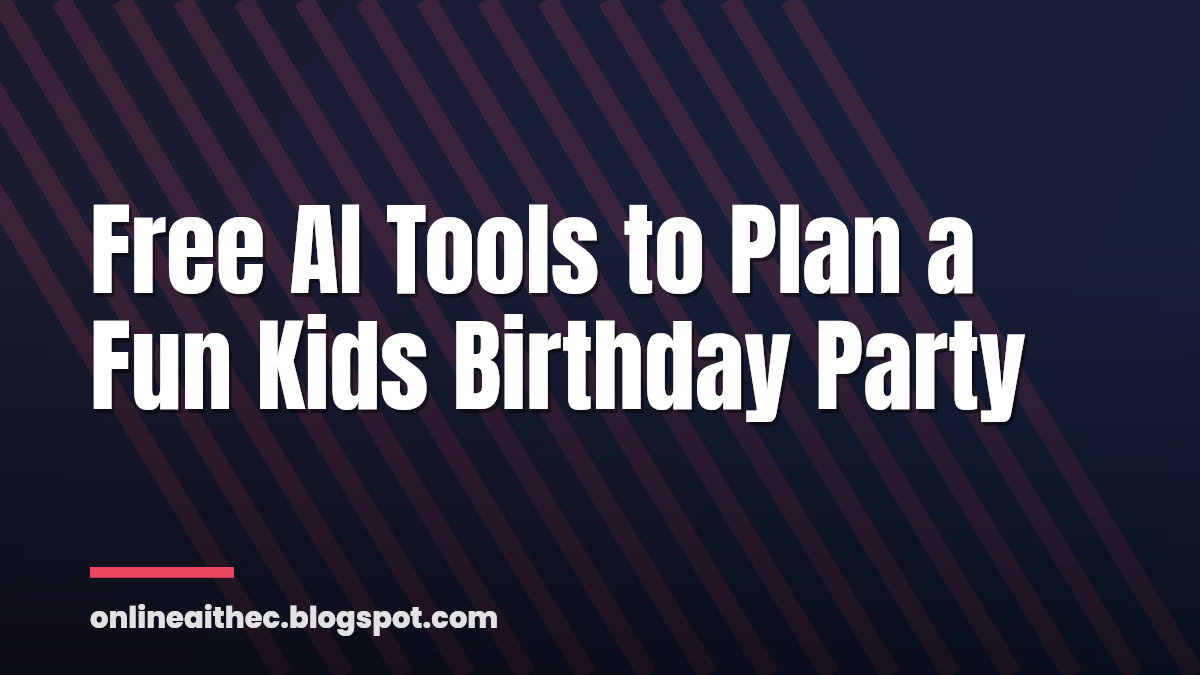 Free AI Tools to Plan a
Fun Kids Birthday Party
onlineaithec.blogspot.com